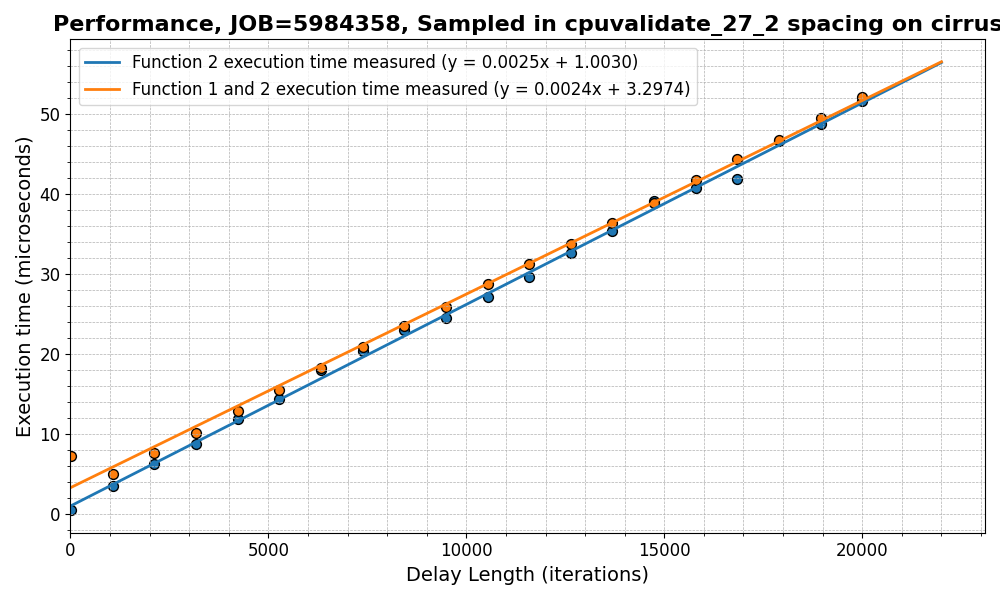 Performance, JOB=5984358, Sampled in cpuvalidate_27_2 spacing on cirrus
Function 2 execution time measured (y = 0.0025x + 1.0030)
Function 1 and 2 execution time measured (y = 0.0024x + 3.2974)
Execution time (microseconds)
50
40
30
20
10
0
0 5000 10000 15000 20000
Delay Length (iterations)